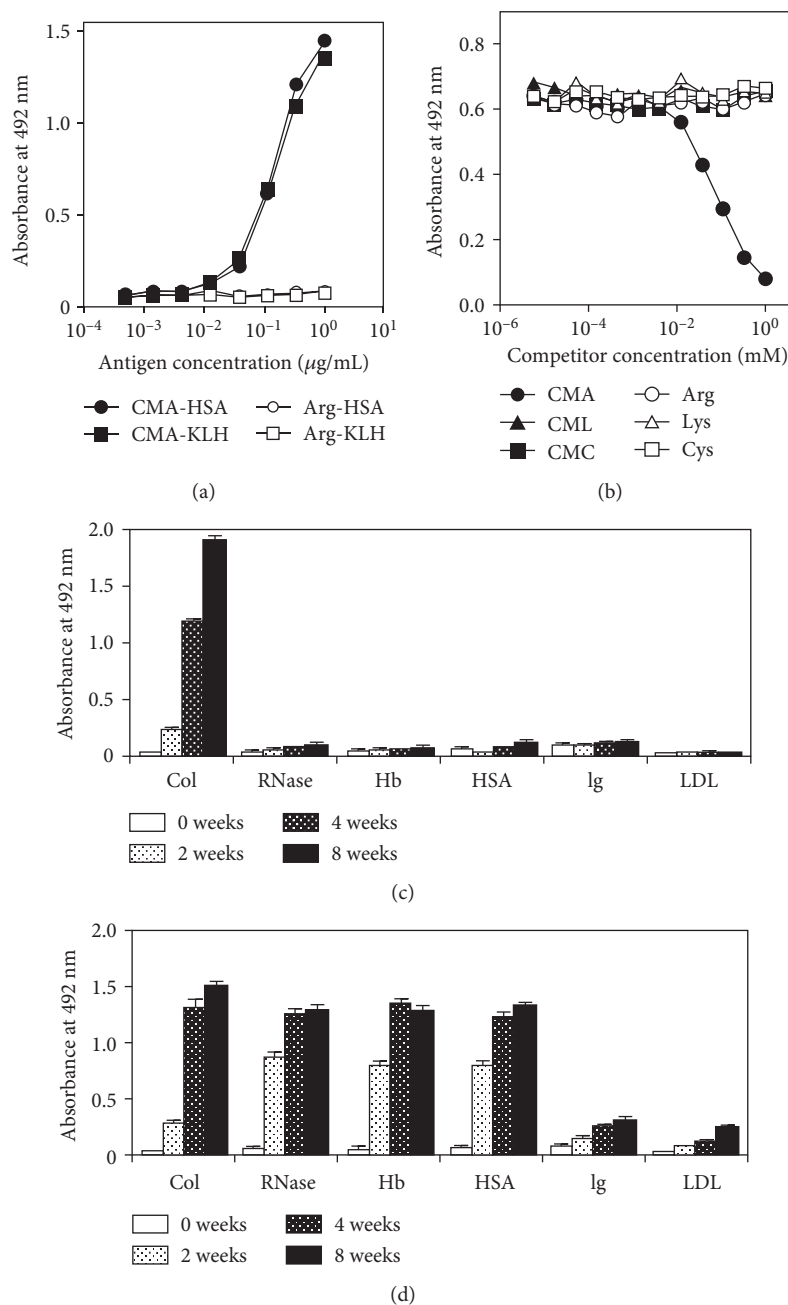 1.5
1.0
0.5
0
Absorbance at 492 nm
10⁻⁴ 10⁻³ 10⁻² 10⁻¹ 10⁰ 10¹
Antigen concentration (μg/mL)
CMA-HSA Arg-HSA
CMA-KLH Arg-KLH
(a)
0.8
0.6
0.4
0.2
0.0
Absorbance at 492 nm
10⁻⁶ 10⁻⁴ 10⁻² 10⁰
Competitor concentration (mM)
CMA Arg
CML Lys
CMC Cys
(b)
2.0
1.5
1.0
0.5
0
Absorbance at 492 nm
Col RNase Hb HSA lg LDL
0 weeks 4 weeks
2 weeks 8 weeks
(c)
2.0
1.5
1.0
0.5
0
Absorbance at 492 nm
Col RNase Hb HSA lg LDL
0 weeks 4 weeks
2 weeks 8 weeks
(d)